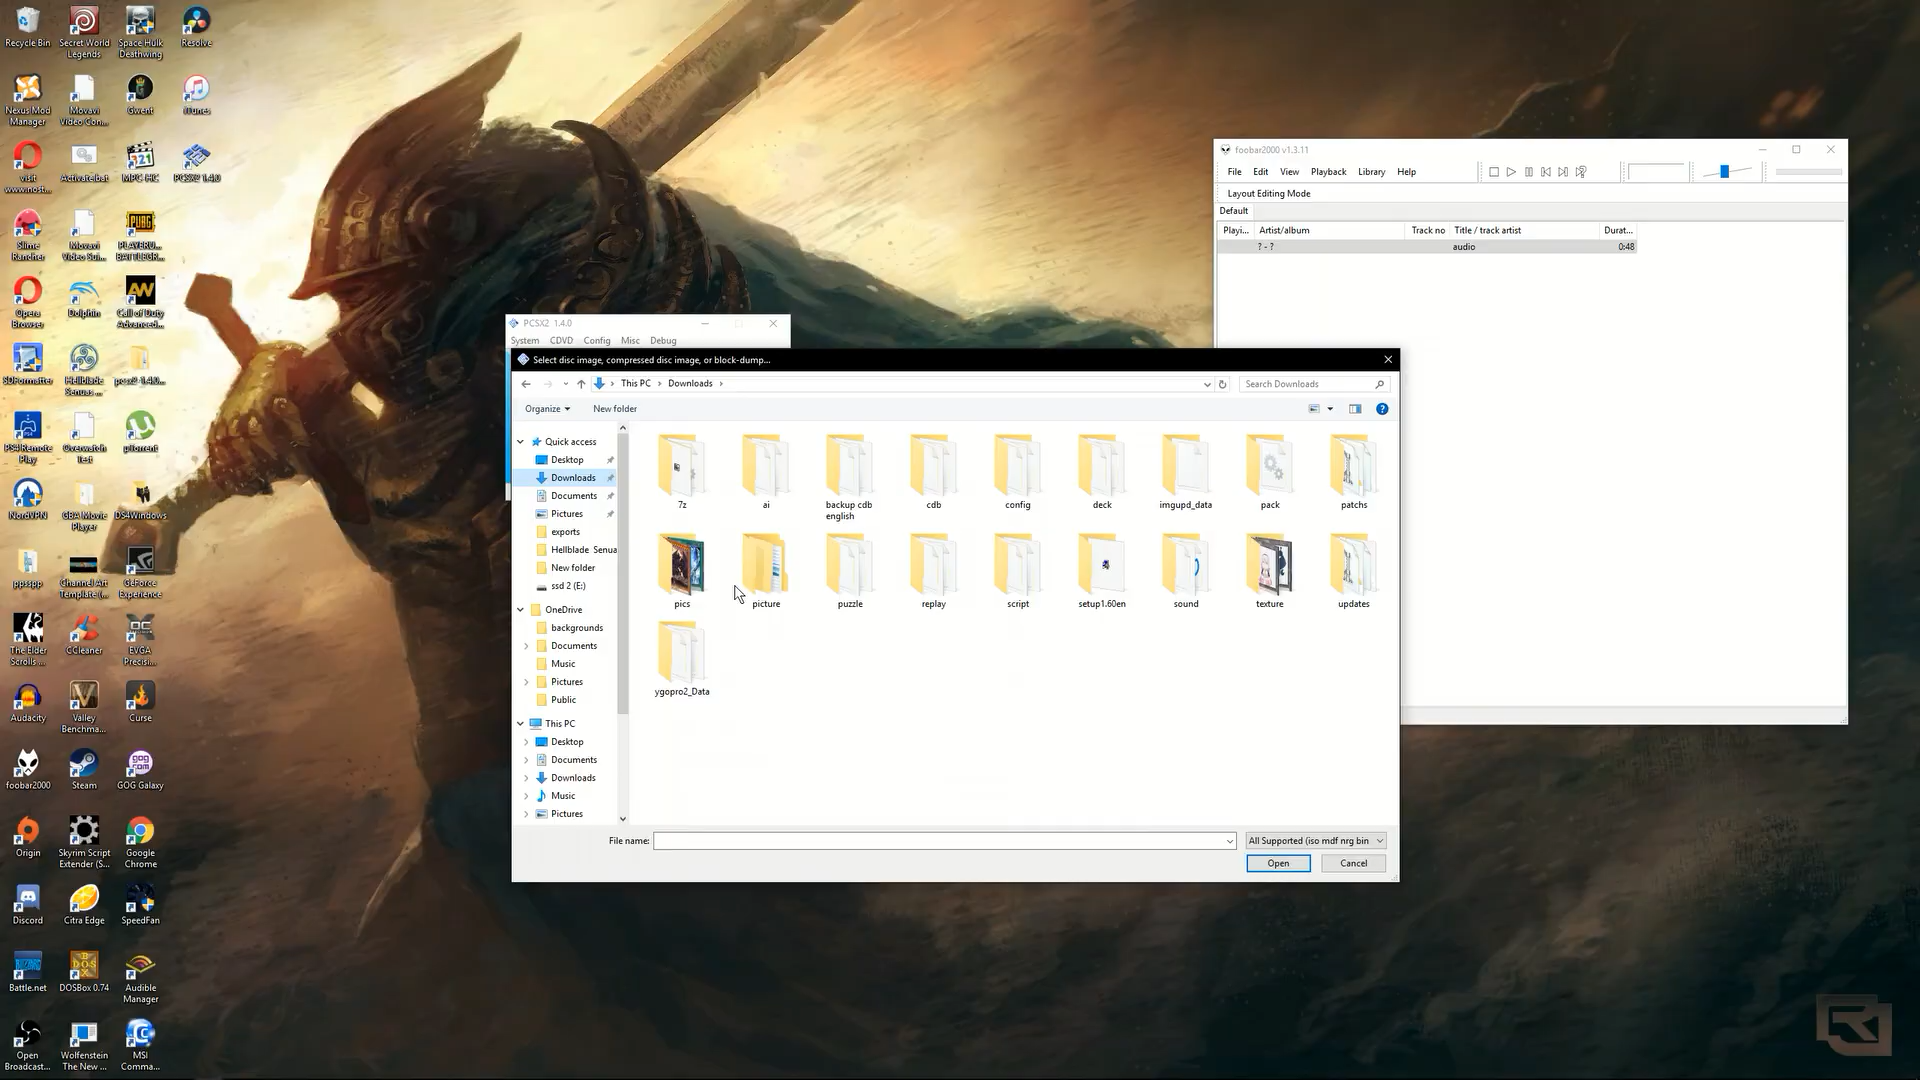 Recycle Bin
Secret World
Legends
Space Hulk
Deathwing
Resolve
Nexus Mod
Manager
Movavi
Video Con...
Gwent
iTunes
visit
www.nost...
Activate.bat
MPC-HC
PCSX2 1.4.0
Slime
Rancher
Movavi
Video Sui...
PLAYERU...
BATTLEGR...
Opera
Browser
Dolphin
Call of Duty
Advanced...
SDFormatter
Hellblade
Senuas ...
pcsx2-1.4.0...
PS4 Remote
Play
Overwatch
Test
µTorrent
NordVPN
GBA Movie
Player
DS4Windows
ppsspp
Channel Art
Template (...
GeForce
Experience
The Elder
Scrolls ...
CCleaner
EVGA
Precisi...
Audacity
Valley
Benchma...
Curse
foobar2000
Steam
GOG Galaxy
Origin
Skyrim Script
Extender (S...
Google
Chrome
Discord
Citra Edge
SpeedFan
Battle.net
DOSBox 0.74
Audible
Manager
Open
Broadcast...
Wolfenstein
The New ...
MSI
Comma...
foobar2000 v1.3.11
File Edit View Playback Library Help
Layout Editing Mode
Default
Playi... Artist/album Track no Title / track artist Durat...
? - ? audio 0:48
PCSX2 1.4.0
System CDVD Config Misc Debug
Select disc image, compressed disc image, or block-dump...
This PC > Downloads >
Search Downloads
Organize
New folder
Quick access
Desktop
Downloads
Documents
Pictures
exports
Hellblade Senua
New folder
ssd 2 (E:)
OneDrive
backgrounds
Documents
Music
Pictures
Public
This PC
Desktop
Documents
Downloads
Music
Pictures
7z
ai
backup cdb
english
cdb
config
deck
imgupd_data
pack
patchs
pics
picture
puzzle
replay
script
setup1.60en
sound
texture
updates
ygopro2_Data
File name:
All Supported (iso mdf nrg bin
Open
Cancel